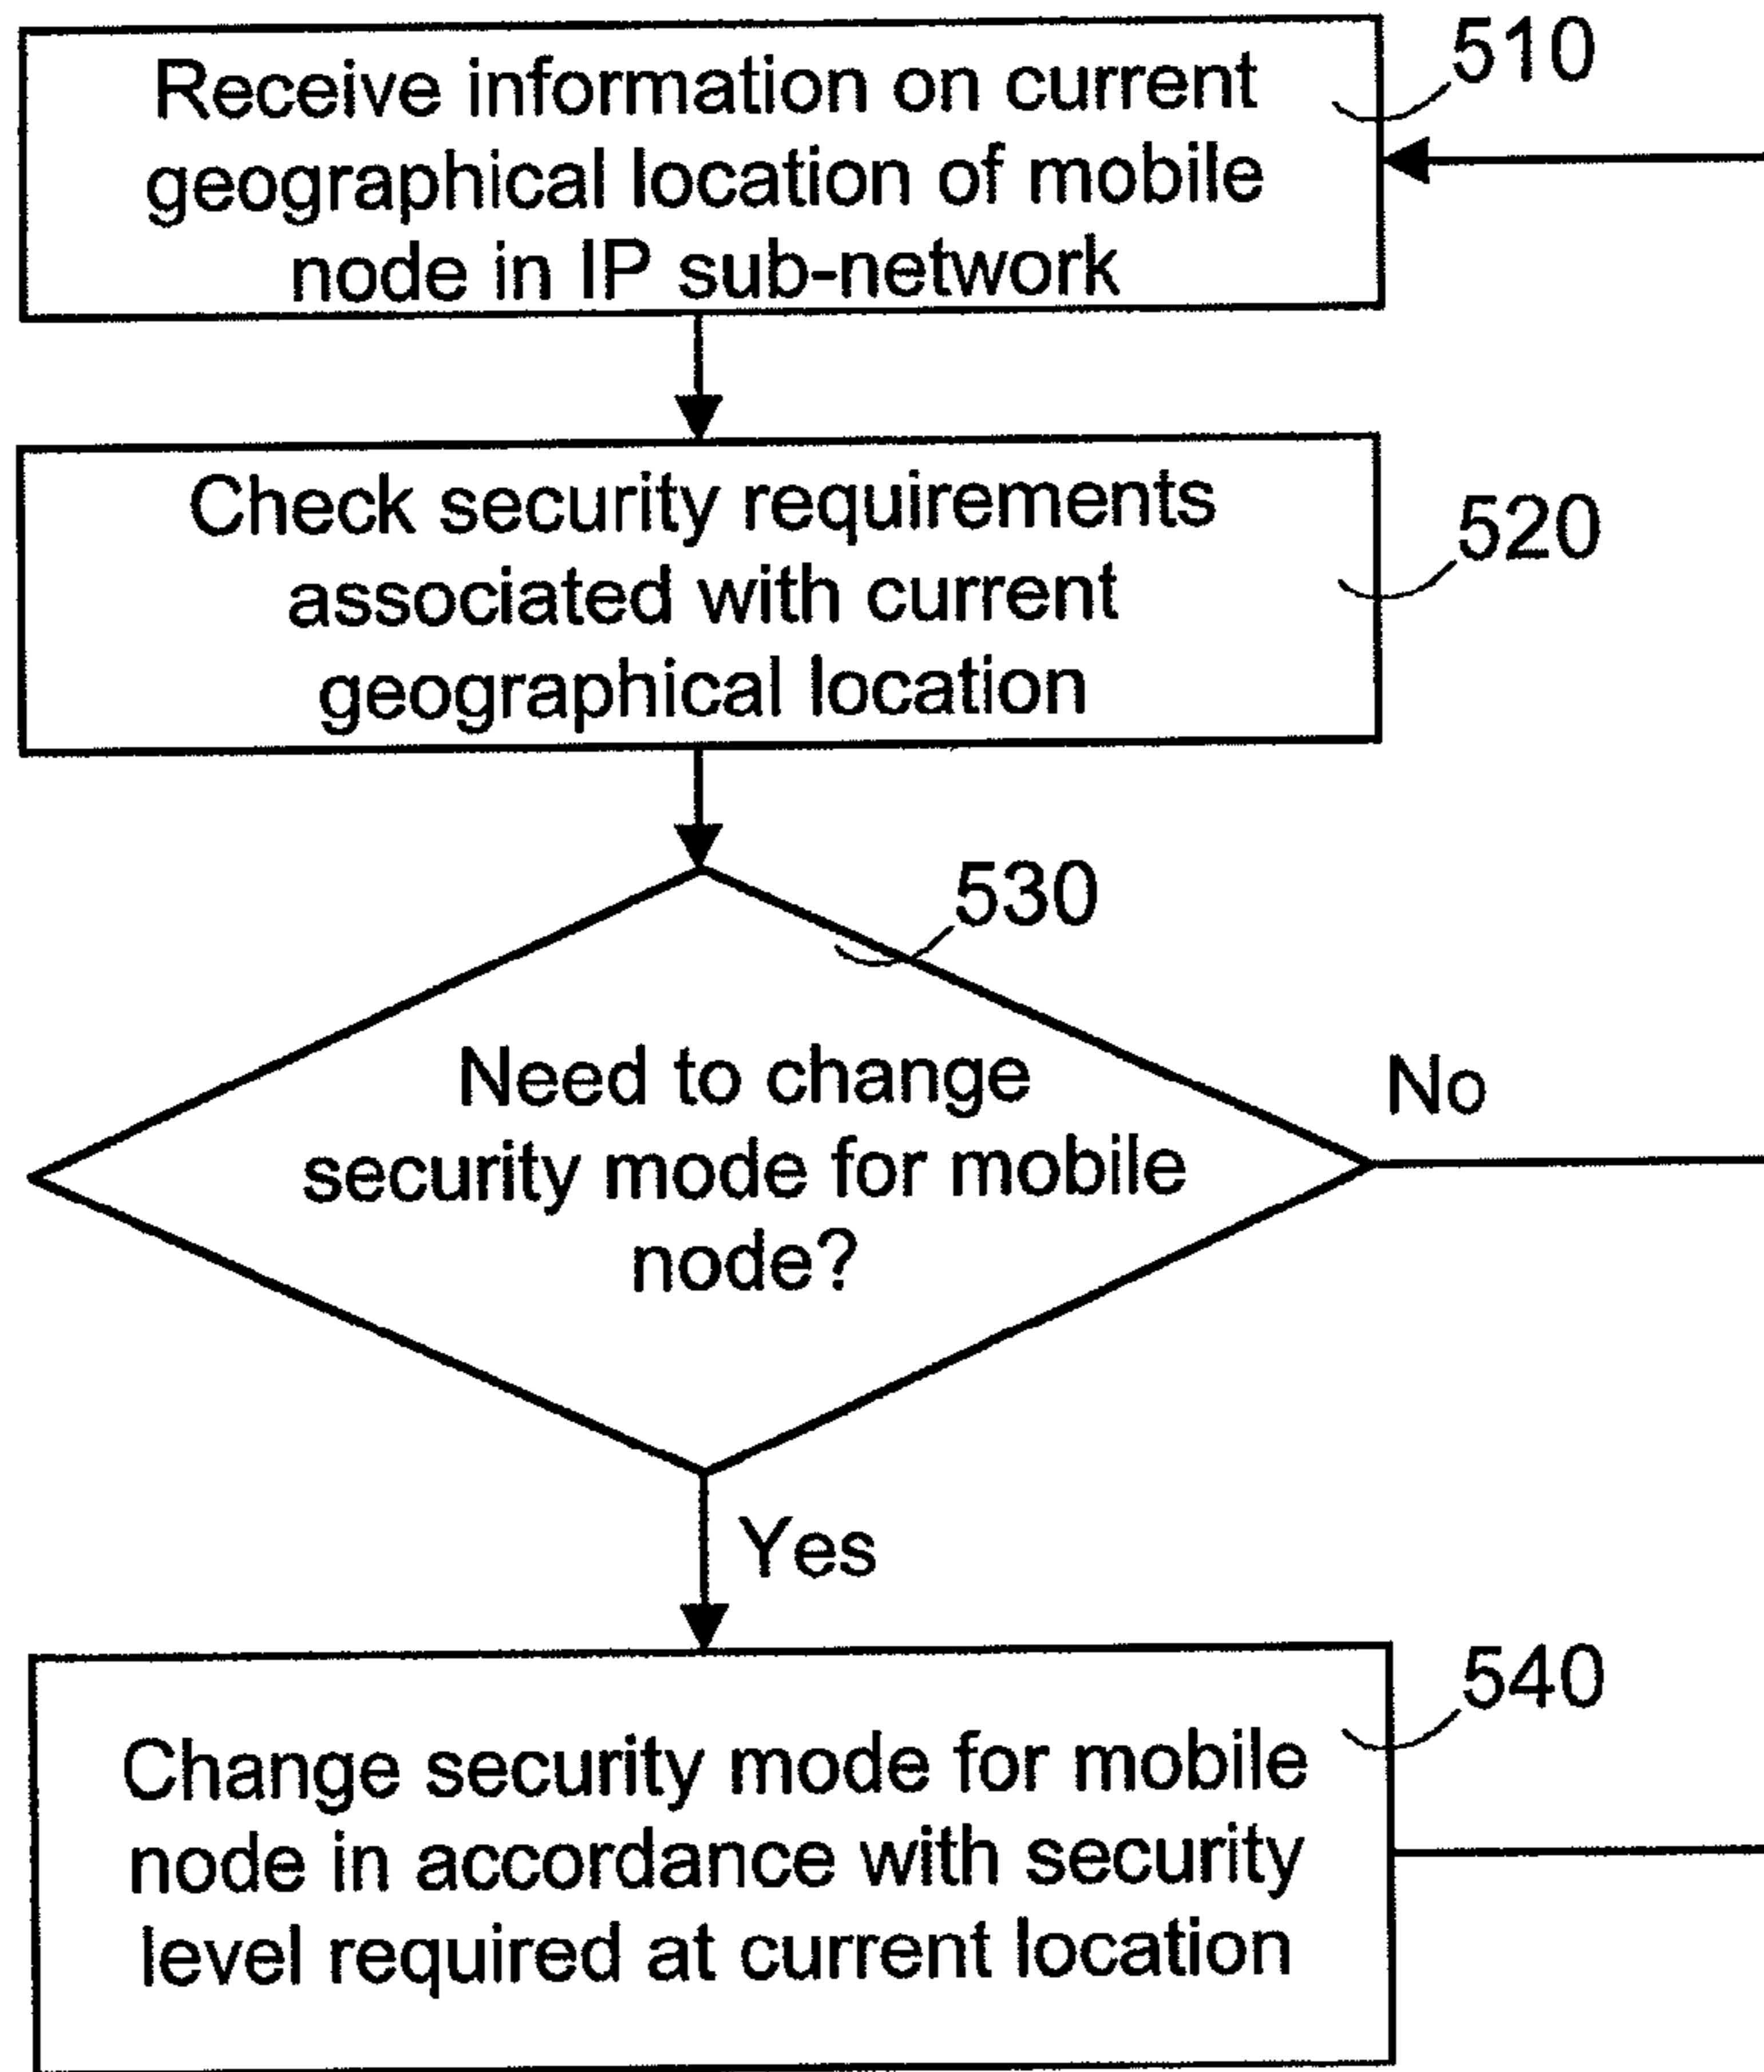 Receive information on current
geographical location of mobile
node in IP sub-network
510
Check security requirements
associated with current
geographical location
520
530
Need to change
security mode for mobile
node?
No
Yes
540
Change security mode for mobile
node in accordance with security
level required at current location